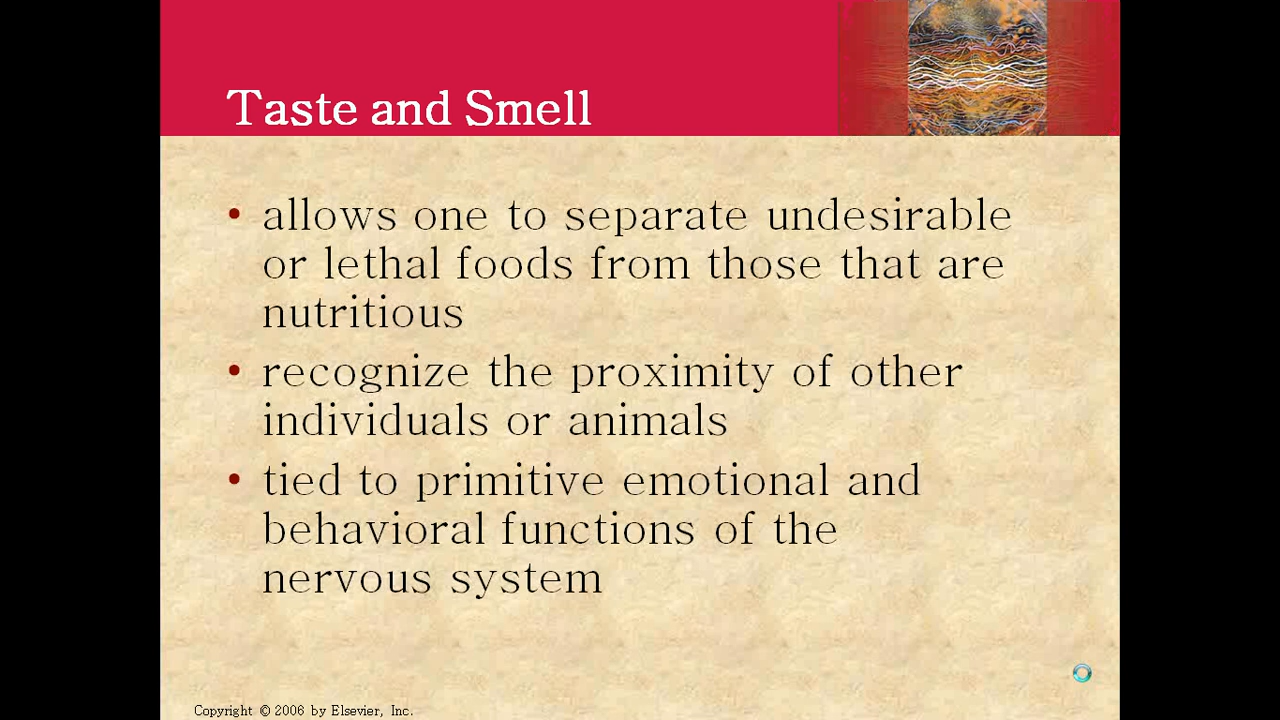 Taste and Smell
• allows one to separate undesirable
or lethal foods from those that are
nutritious
• recognize the proximity of other
individuals or animals
• tied to primitive emotional and
behavioral functions of the
nervous system
Copyright © 2006 by Elsevier, Inc.